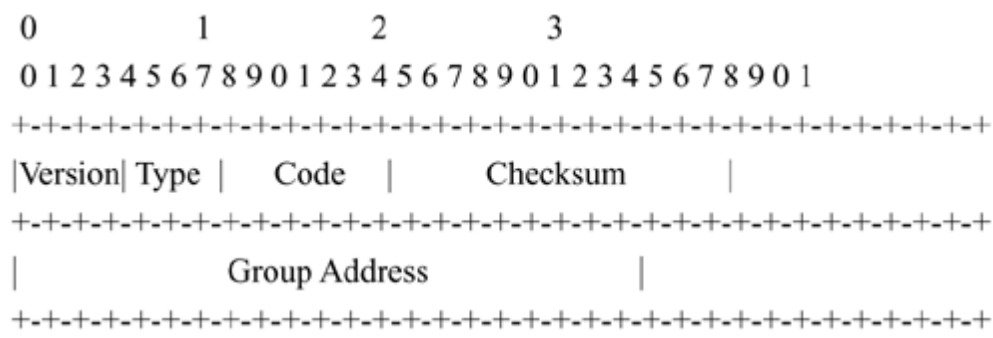 0 1 2 3
0 1 2 3 4 5 6 7 8 9 0 1 2 3 4 5 6 7 8 9 0 1 2 3 4 5 6 7 8 9 0 1
+-+-+-+-+-+-+-+-+-+-+-+-+-+-+-+-+-+-+-+-+-+-+-+-+-+-+-+-+-+-+-+-+
|Version| Type | Code | Checksum |
+-+-+-+-+-+-+-+-+-+-+-+-+-+-+-+-+-+-+-+-+-+-+-+-+-+-+-+-+-+-+-+-+
| Group Address |
+-+-+-+-+-+-+-+-+-+-+-+-+-+-+-+-+-+-+-+-+-+-+-+-+-+-+-+-+-+-+-+-+